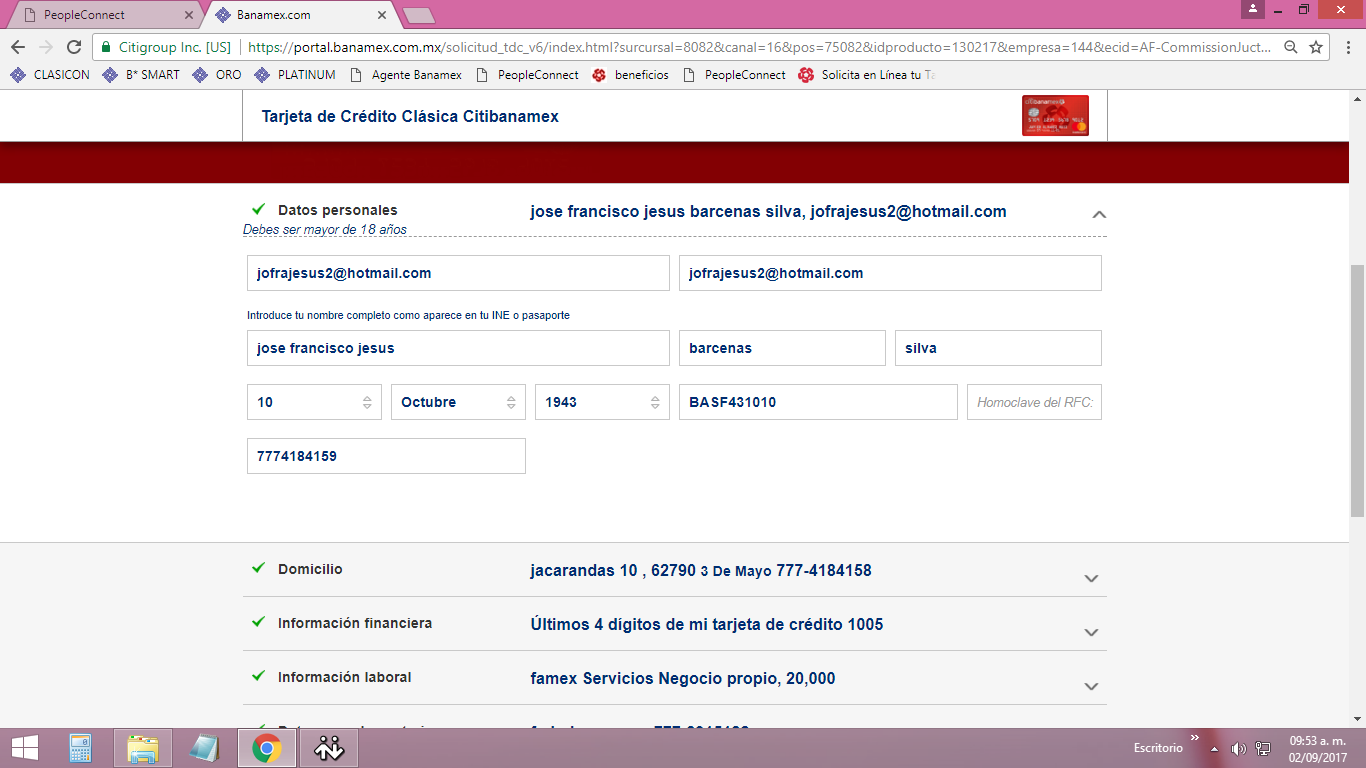 PeopleConnect
Banamex.com
Citigroup Inc. [US] https://portal.banamex.com.mx/solicitud_tdc_v6/index.html?surcursal=8082&canal=16&pos=75082&idproducto=130217&empresa=144&ecid=AF-CommissionJuct...
CLASICON B* SMART ORO PLATINUM Agente Banamex PeopleConnect beneficios PeopleConnect Solicita en Línea tu Ta
Tarjeta de Crédito Clásica Citibanamex
Datos personales jose francisco jesus barcenas silva, jofrajesus2@hotmail.com
Debes ser mayor de 18 años
jofrajesus2@hotmail.com jofrajesus2@hotmail.com
Introduce tu nombre completo como aparece en tu INE o pasaporte
jose francisco jesus barcenas silva
10 Octubre 1943 BASF431010 Homoclave del RFC:
7774184159
Domicilio jacarandas 10 , 62790 3 De Mayo 777-4184158
Información financiera Últimos 4 dígitos de mi tarjeta de crédito 1005
Información laboral famex Servicios Negocio propio, 20,000
Escritorio » 09:53 a. m.
02/09/2017